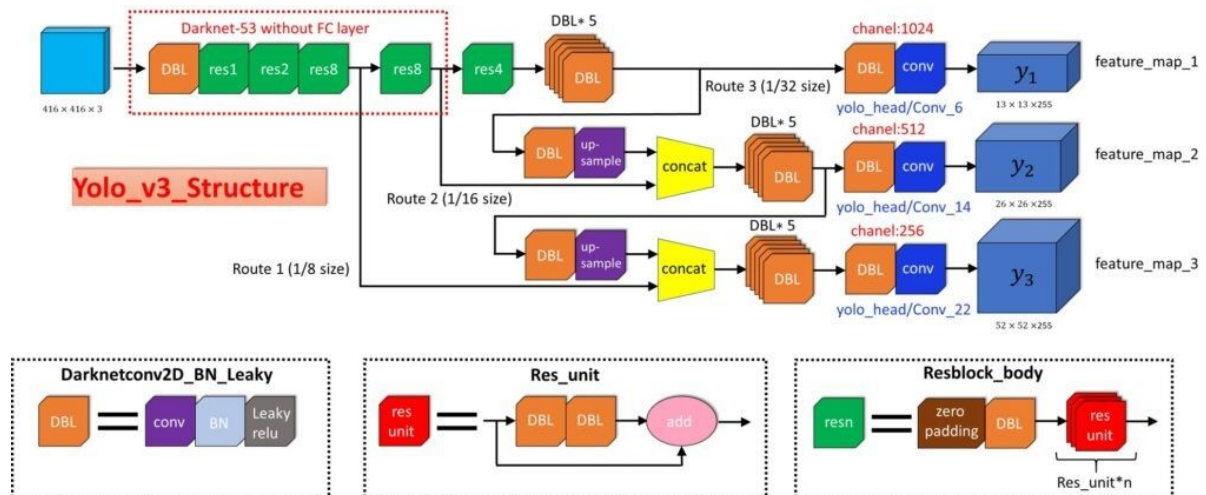 Darknet-53 without FC layer
DBL* 5
chanel:1024
DBL
res1
res2
res8
res8
res4
DBL
DBL
conv
y₁
feature_map_1
416 × 416 × 3
Route 3 (1/32 size)
yolo_head/Conv_6
13 × 13 ×255
DBL* 5
chanel:512
DBL
up-
sample
concat
DBL
DBL
conv
y₂
feature_map_2
Yolo_v3_Structure
Route 2 (1/16 size)
yolo_head/Conv_14
26 × 26 ×255
DBL* 5
chanel:256
DBL
up-
sample
Route 1 (1/8 size)
concat
DBL
DBL
conv
y₃
feature_map_3
yolo_head/Conv_22
52 × 52 ×255
Darknetconv2D_BN_Leaky
DBL
conv
BN
Leaky
relu
Res_unit
res
unit
DBL
DBL
add
Resblock_body
resn
zero
padding
DBL
res
unit
Res_unit*n